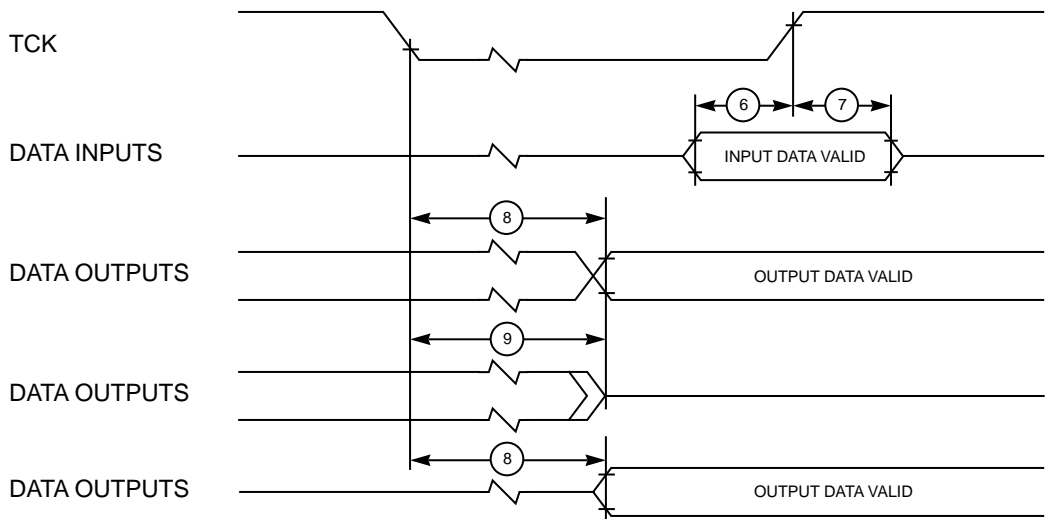 TCK
6
7
DATA INPUTS
INPUT DATA VALID
8
DATA OUTPUTS
OUTPUT DATA VALID
9
DATA OUTPUTS
8
DATA OUTPUTS
OUTPUT DATA VALID